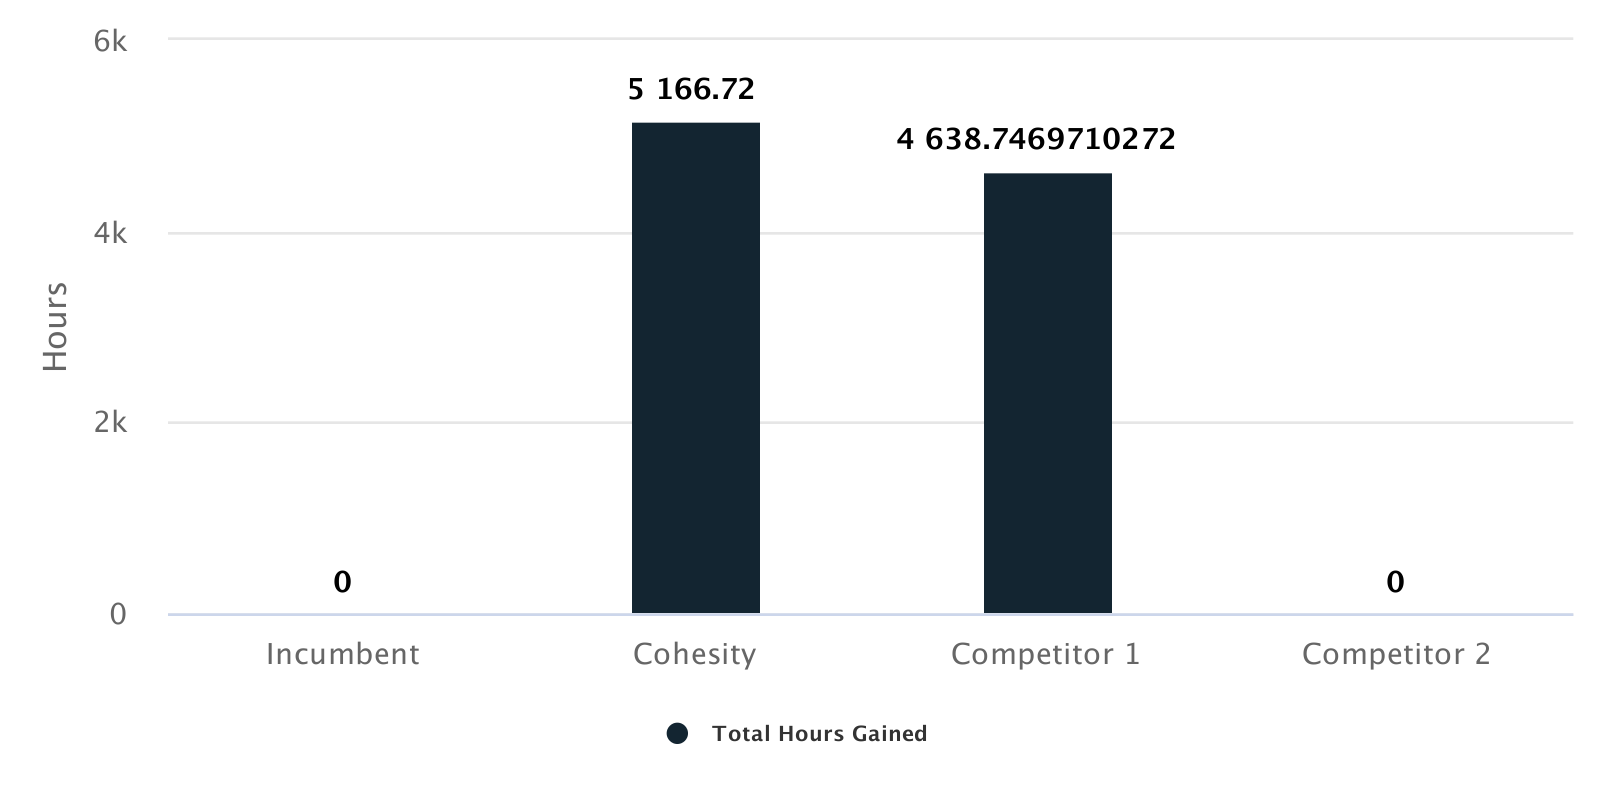 6k
5 166.72
4 638.7469710272
4k
Hours
2k
0
0
0
Incumbent
Cohesity
Competitor 1
Competitor 2
Total Hours Gained